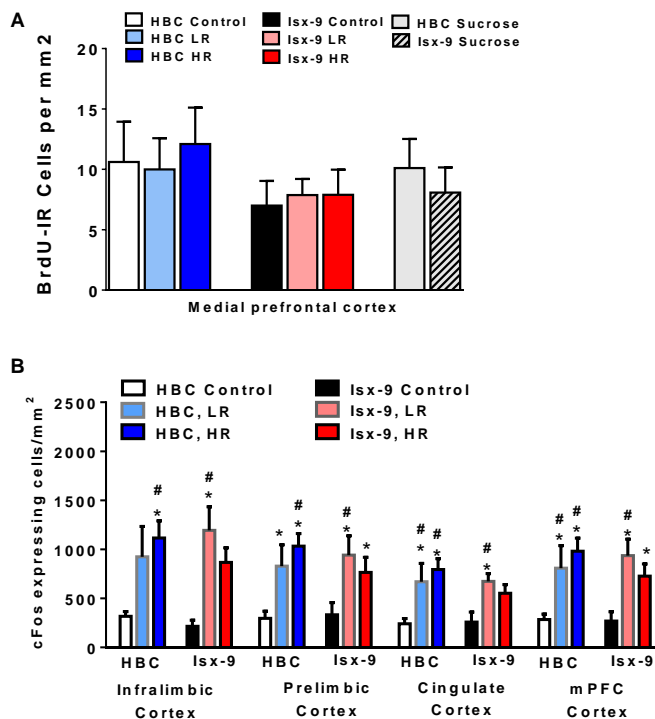 A
HBC Control
HBC LR
HBC HR
Isx-9 Control
Isx-9 LR
Isx-9 HR
HBC Sucrose
Isx-9 Sucrose
BrdU-IR Cells per mm2
20
15
10
5
0
Medial prefrontal cortex
B
HBC Control
HBC, LR
HBC, HR
Isx-9 Control
Isx-9, LR
Isx-9, HR
cFos expressing cells/mm²
2500
2000
1500
1000
500
0
# * # * * # * # * * # * # * # * # * # * # * *
HBC Isx-9 HBC Isx-9 HBC Isx-9 HBC Isx-9
Infralimbic Cortex
Prelimbic Cortex
Cingulate Cortex
mPFC Cortex